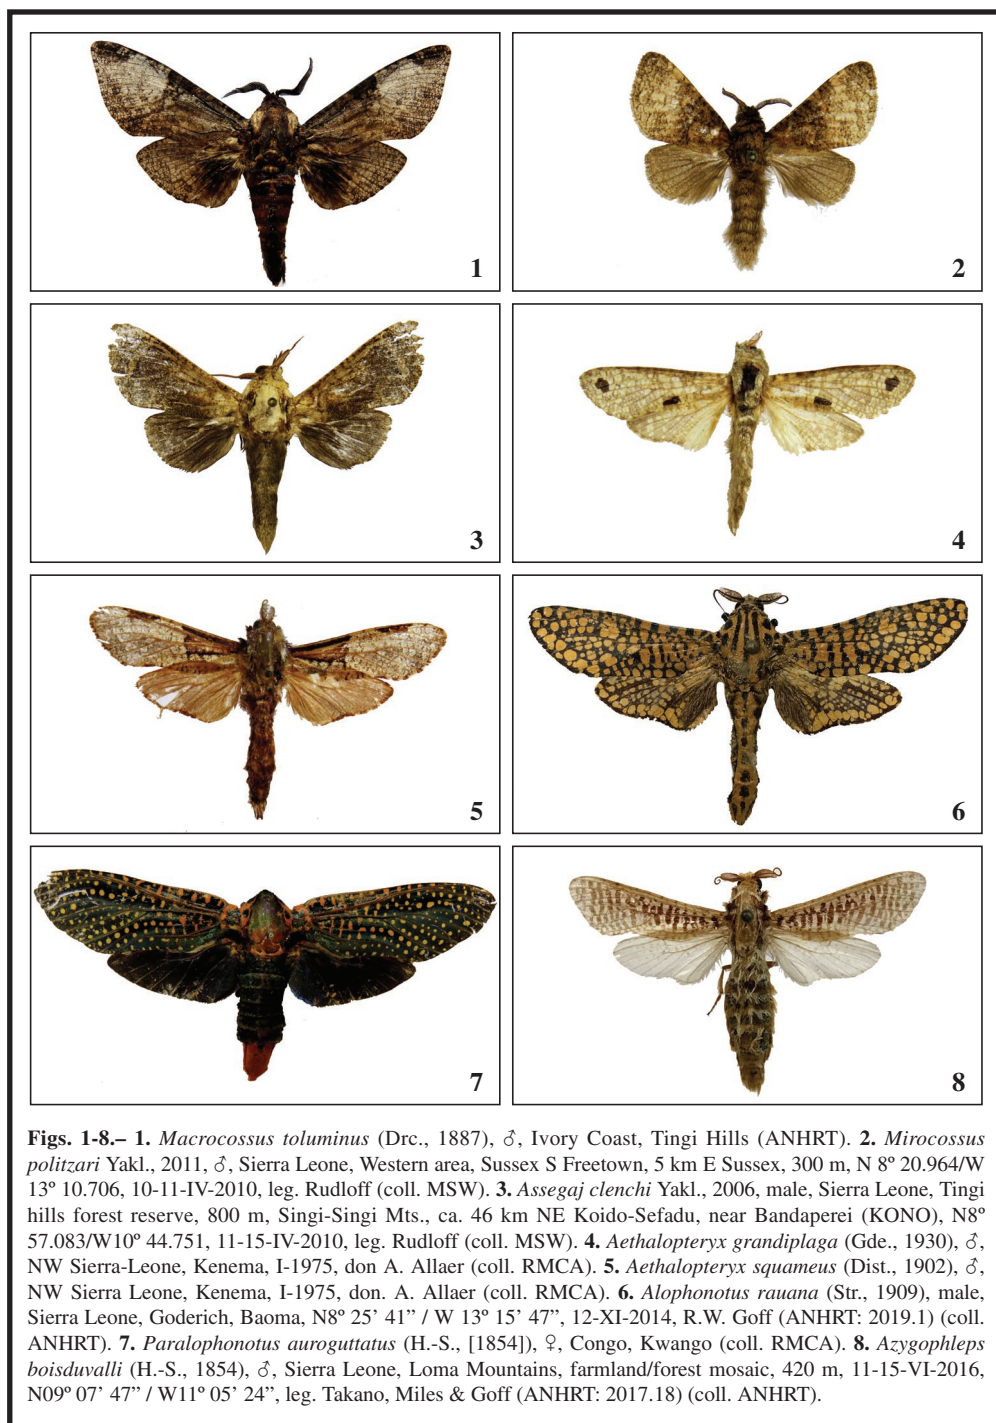 1
2
3
4
5
6
7
8
Figs. 1-8.– 1. Macrocossus toluminus (Drc., 1887), ♂, Ivory Coast, Tingi Hills (ANHRT). 2. Mirocossus
politzari Yakl., 2011, ♂, Sierra Leone, Western area, Sussex S Freetown, 5 km E Sussex, 300 m, N 8º 20.964/W
13º 10.706, 10-11-IV-2010, leg. Rudloff (coll. MSW). 3. Assegaj clenchi Yakl., 2006, male, Sierra Leone, Tingi
hills forest reserve, 800 m, Singi-Singi Mts., ca. 46 km NE Koido-Sefadu, near Bandaperei (KONO), N8º
57.083/W10º 44.751, 11-15-IV-2010, leg. Rudloff (coll. MSW). 4. Aethalopteryx grandiplaga (Gde., 1930), ♂,
NW Sierra-Leone, Kenema, I-1975, don A. Allaer (coll. RMCA). 5. Aethalopteryx squameus (Dist., 1902), ♂,
NW Sierra Leone, Kenema, I-1975, don. A. Allaer (coll. RMCA). 6. Alophonotus rauana (Str., 1909), male,
Sierra Leone, Goderich, Baoma, N8º 25’ 41” / W 13º 15’ 47”, 12-XI-2014, R.W. Goff (ANHRT: 2019.1) (coll.
ANHRT). 7. Paralophonotus auroguttatus (H.-S., [1854]), ♀, Congo, Kwango (coll. RMCA). 8. Azygophleps
boisduvalli (H.-S., 1854), ♂, Sierra Leone, Loma Mountains, farmland/forest mosaic, 420 m, 11-15-VI-2016,
N09º 07’ 47” / W11º 05’ 24”, leg. Takano, Miles & Goff (ANHRT: 2017.18) (coll. ANHRT).